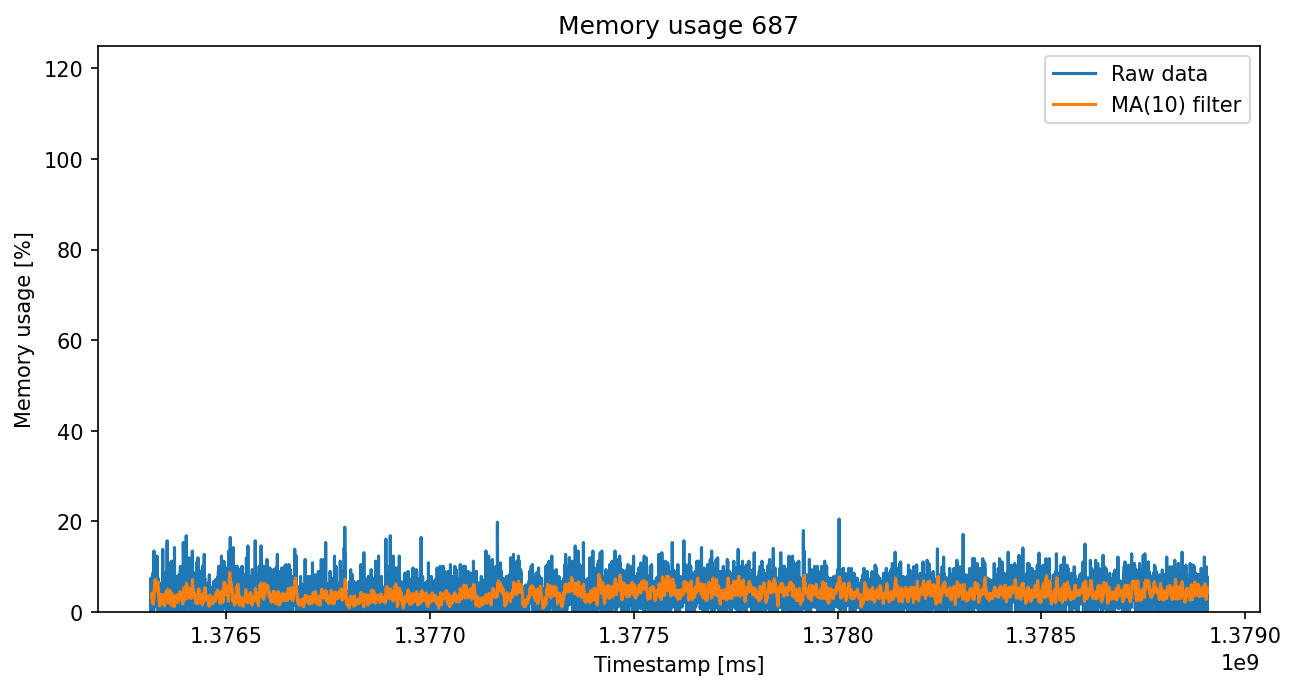 Memory usage 687
Raw data
MA(10) filter
Memory usage [%]
120
100
80
60
40
20
0
1.3765 1.3770 1.3775 1.3780 1.3785 1.3790
1e9
Timestamp [ms]